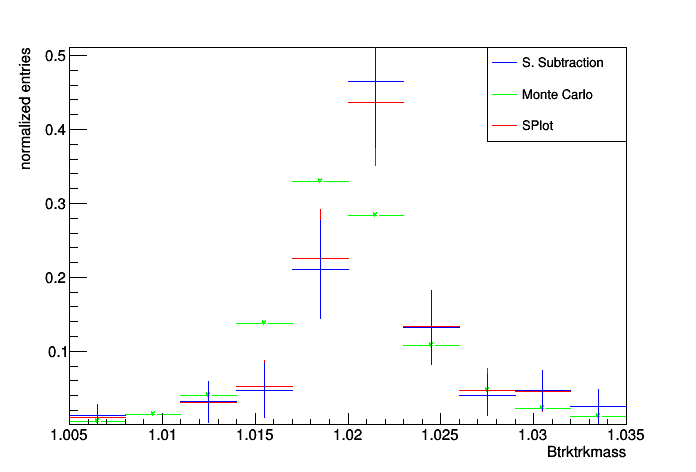 normalized entries
0.5
0.4
0.3
0.2
0.1
S. Subtraction
Monte Carlo
SPlot
1.005 1.01 1.015 1.02 1.025 1.03 1.035
Btrktrkmass